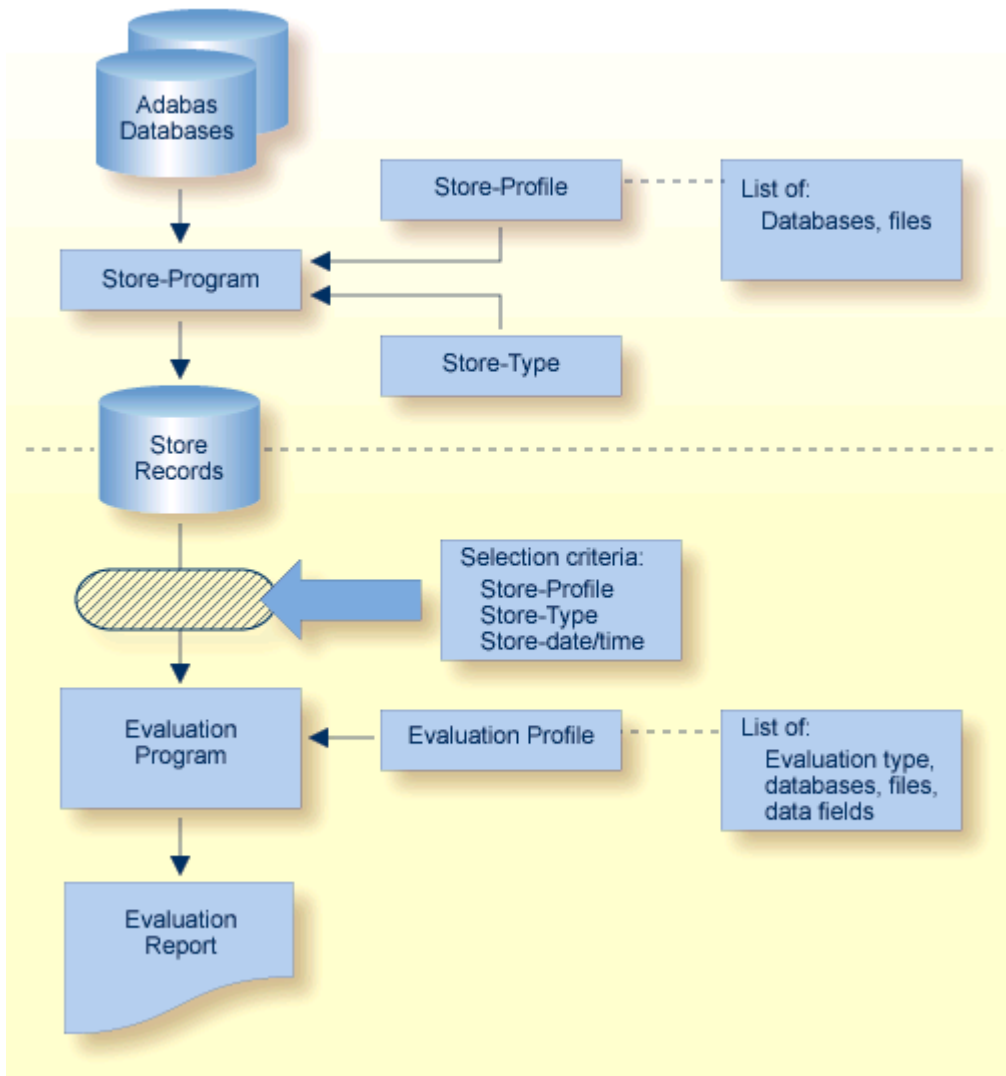 Adabas
Databases
Store-Profile
List of:
Databases, files
Store-Program
Store-Type
Store
Records
Selection criteria:
Store-Profile
Store-Type
Store-date/time
Evaluation
Program
Evaluation Profile
List of:
Evaluation type,
databases, files,
data fields
Evaluation
Report